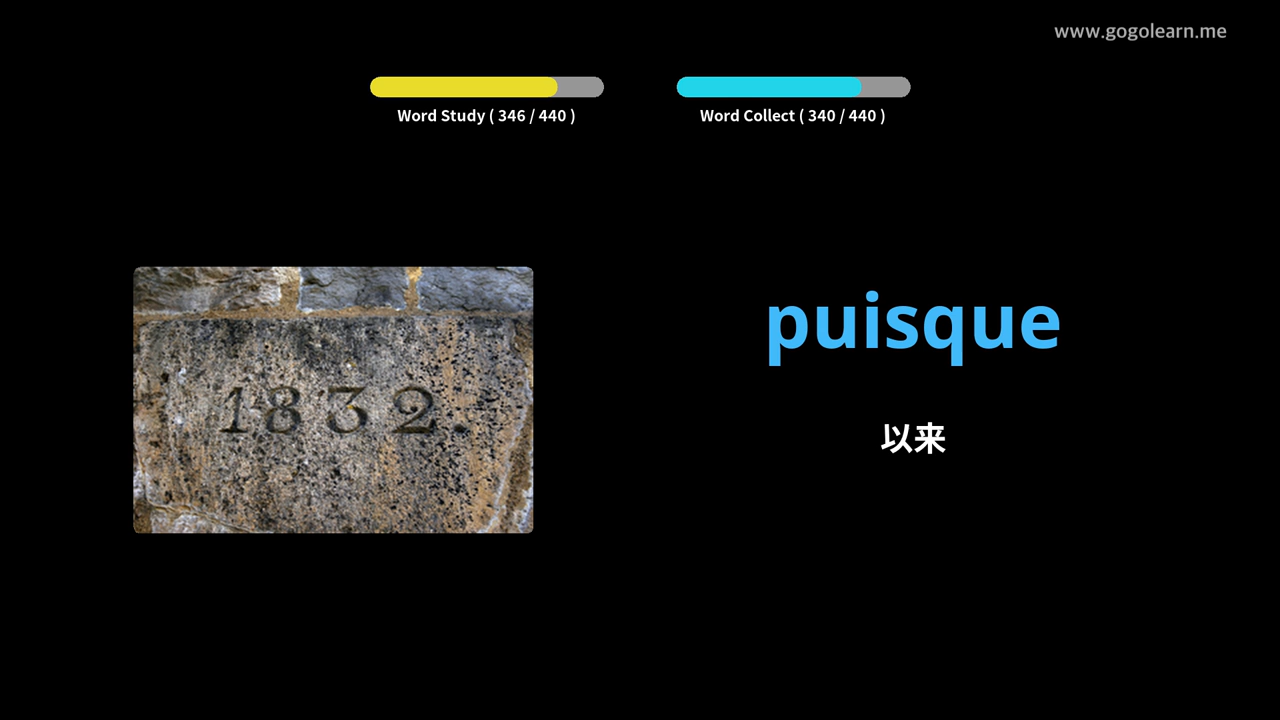 www.gogolearn.me
Word Study ( 346 / 440 )
Word Collect ( 340 / 440 )
1832.
puisque
以来